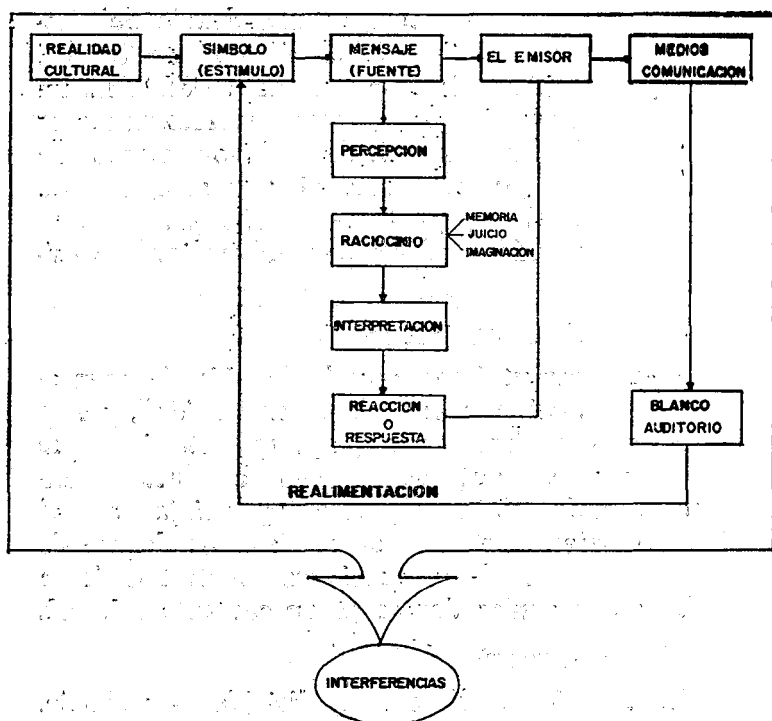 REALIDAD
CULTURAL
SIMBOLO
(ESTIMULO)
MENSAJE
(FUENTE)
EL EMISOR
MEDIOS
COMUNICACION
PERCEPCION
RACIOCINIO
MEMORIA
JUICIO
IMAGINACION
INTERPRETACION
REACCION
O
RESPUESTA
BLANCO
AUDITORIO
REALIMENTACION
INTERFERENCIAS